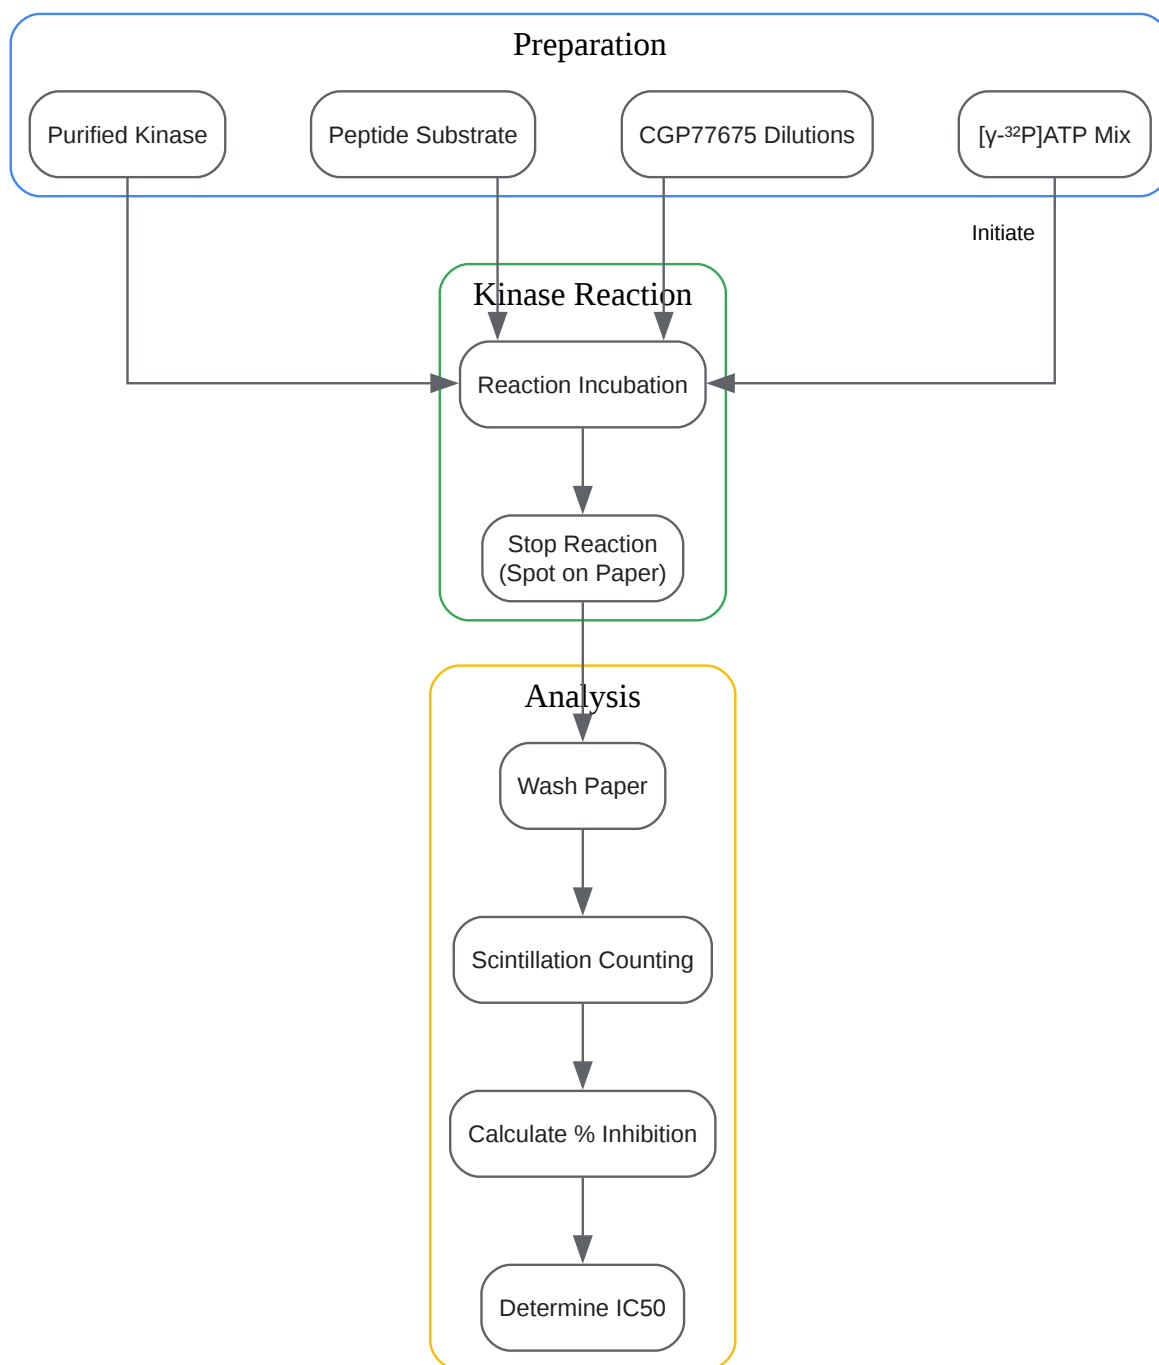 Preparation
Purified Kinase
Peptide Substrate
CGP77675 Dilutions
[γ-³²P]ATP Mix
Initiate
Kinase Reaction
Reaction Incubation
Stop Reaction
(Spot on Paper)
Analysis
Wash Paper
Scintillation Counting
Calculate % Inhibition
Determine IC50